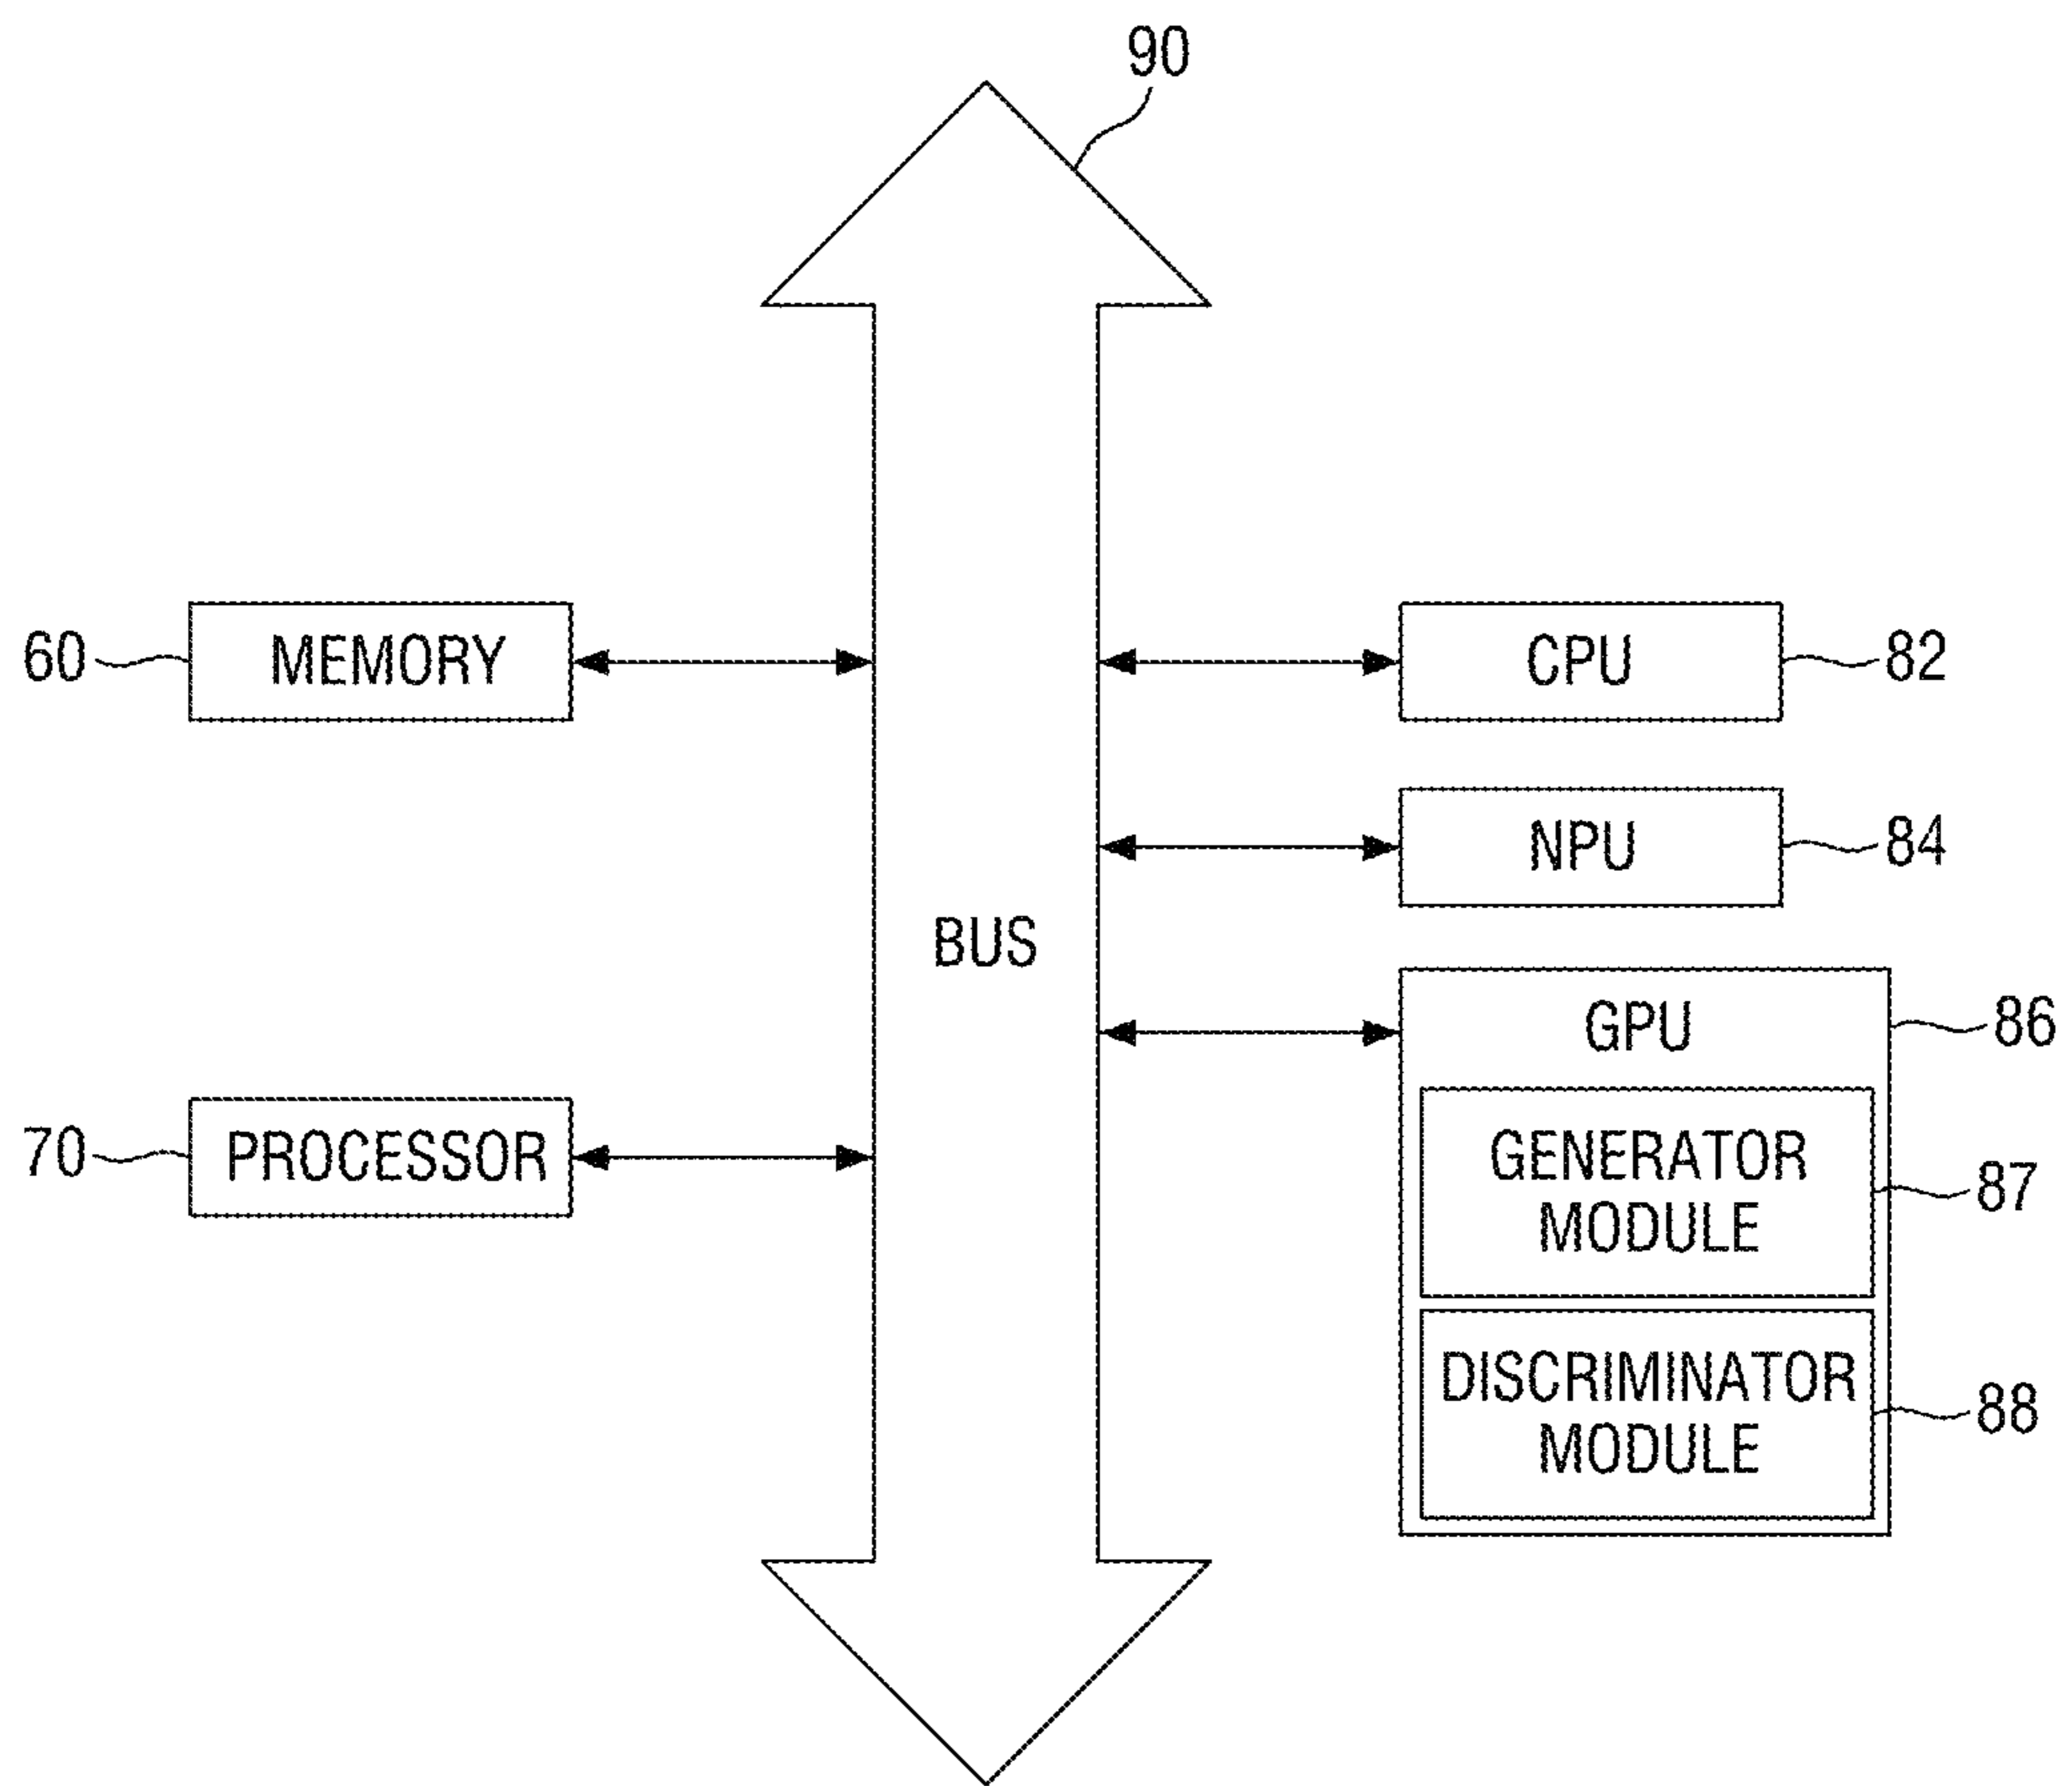 90
60
MEMORY
CPU
82
NPU
84
BUS
GPU
86
70
PROCESSOR
GENERATOR
MODULE
87
DISCRIMINATOR
MODULE
88